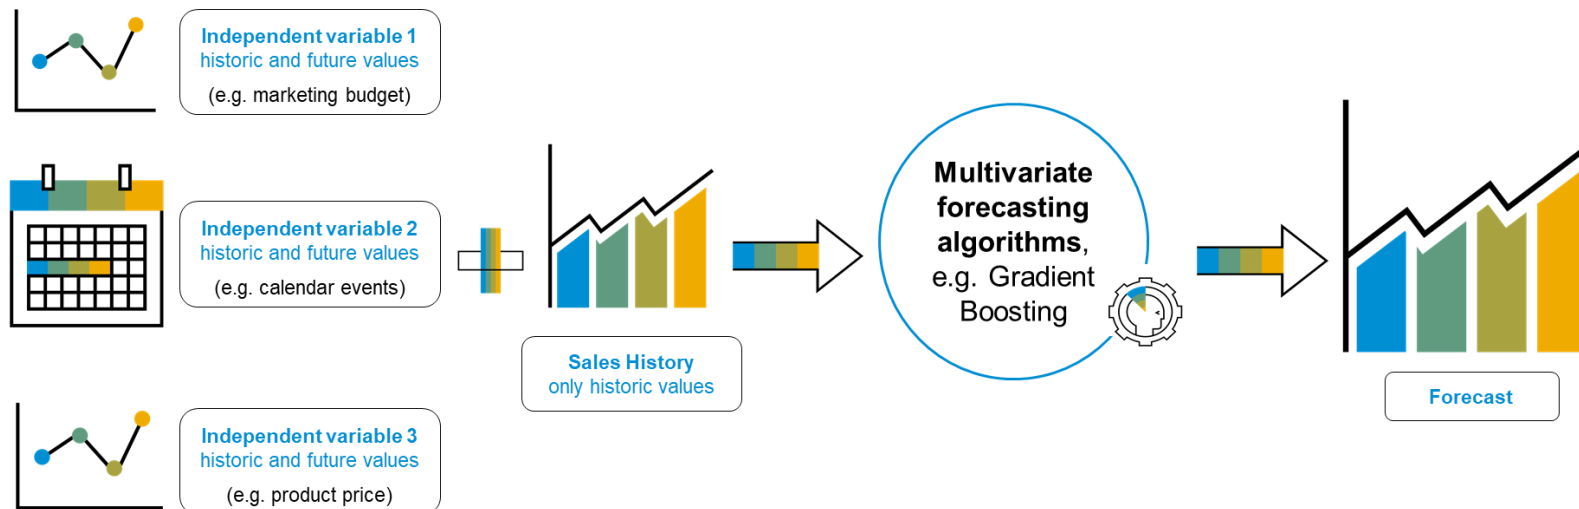 Independent variable 1
historic and future values
(e.g. marketing budget)
Independent variable 2
historic and future values
(e.g. calendar events)
Independent variable 3
historic and future values
(e.g. product price)
Sales History
only historic values
Multivariate
forecasting
algorithms,
e.g. Gradient
Boosting
Forecast